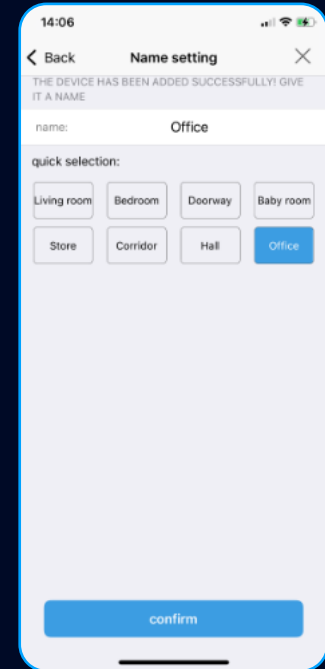 14:06
Back Name setting
THE DEVICE HAS BEEN ADDED SUCCESSFULLY! GIVE
IT A NAME
name: Office
quick selection:
Living room Bedroom Doorway Baby room
Store Corridor Hall Office
confirm